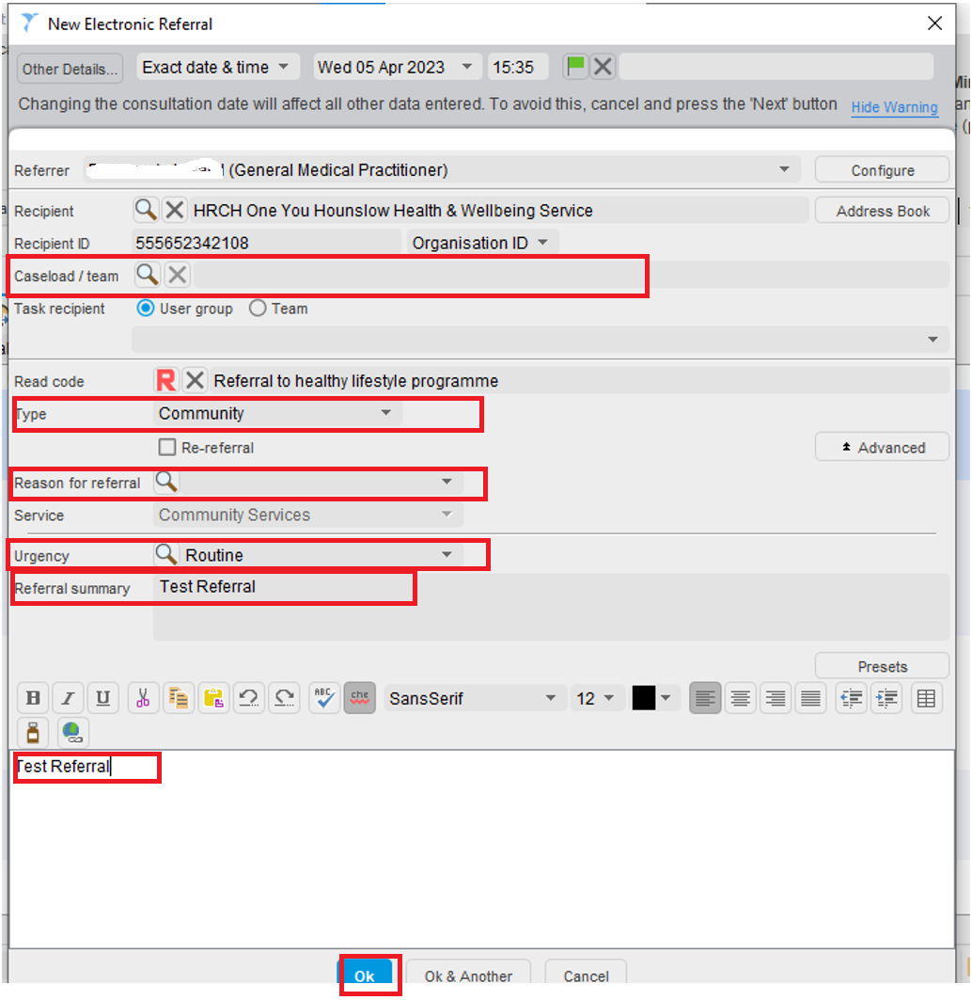 New Electronic Referral
Other Details... Exact date & time Wed 05 Apr 2023 15:35
Changing the consultation date will affect all other data entered. To avoid this, cancel and press the 'Next' button Hide Warning
Referrer (General Medical Practitioner) Configure
Recipient HRCH One You Hounslow Health & Wellbeing Service Address Book
Recipient ID 555652342108 Organisation ID
Caseload / team
Task recipient User group Team
Read code R Referral to healthy lifestyle programme
Type Community
Re-referral Advanced
Reason for referral
Service Community Services
Urgency Routine
Referral summary Test Referral
Presets
B I U ABC che SansSerif 12
Test Referral
Ok Ok & Another Cancel